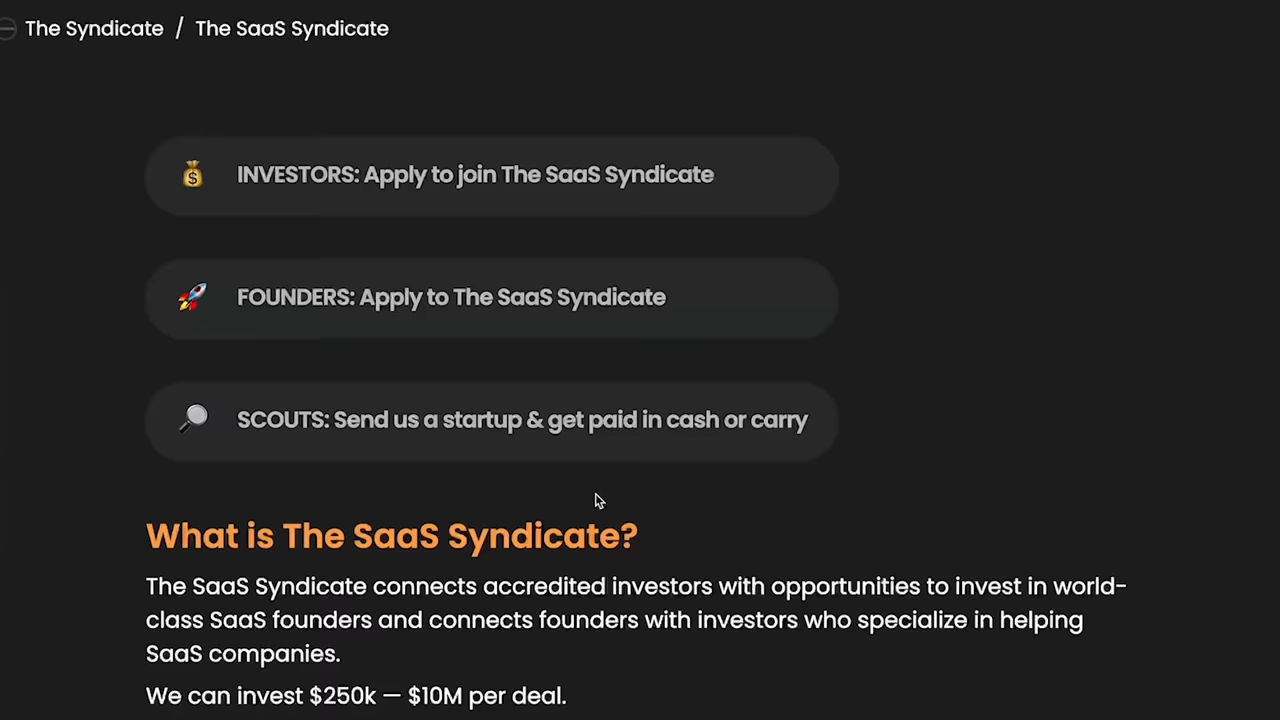 The Syndicate / The SaaS Syndicate
INVESTORS: Apply to join The SaaS Syndicate
FOUNDERS: Apply to The SaaS Syndicate
SCOUTS: Send us a startup & get paid in cash or carry
What is The SaaS Syndicate?
The SaaS Syndicate connects accredited investors with opportunities to invest in world-
class SaaS founders and connects founders with investors who specialize in helping
SaaS companies.
We can invest $250k — $10M per deal.